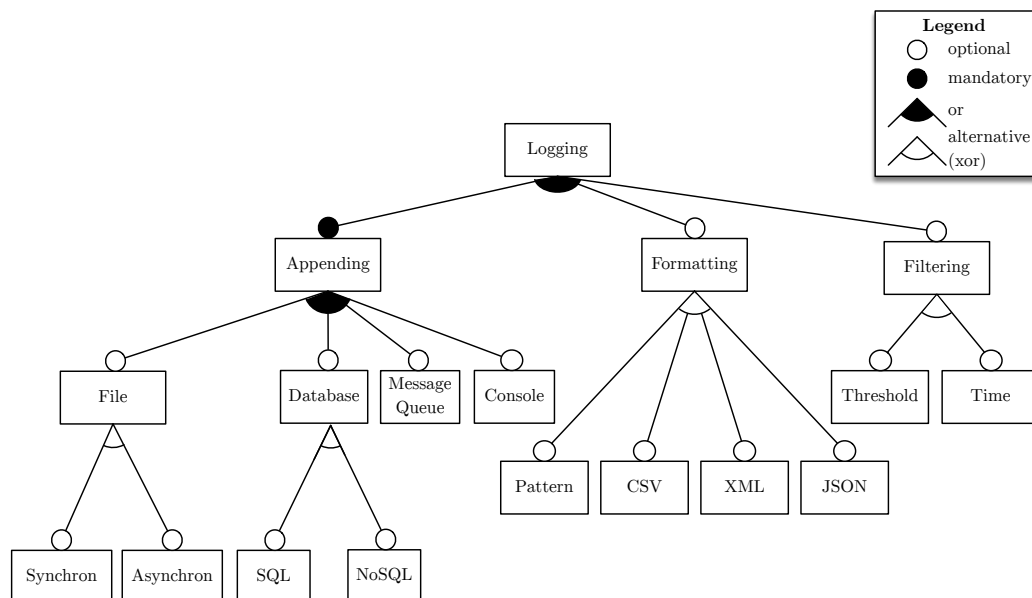 Legend
optional
mandatory
or
alternative
(xor)
Logging
Appending
Formatting
Filtering
File
Database
Message
Queue
Console
Threshold
Time
Pattern
CSV
XML
JSON
Synchron
Asynchron
SQL
NoSQL